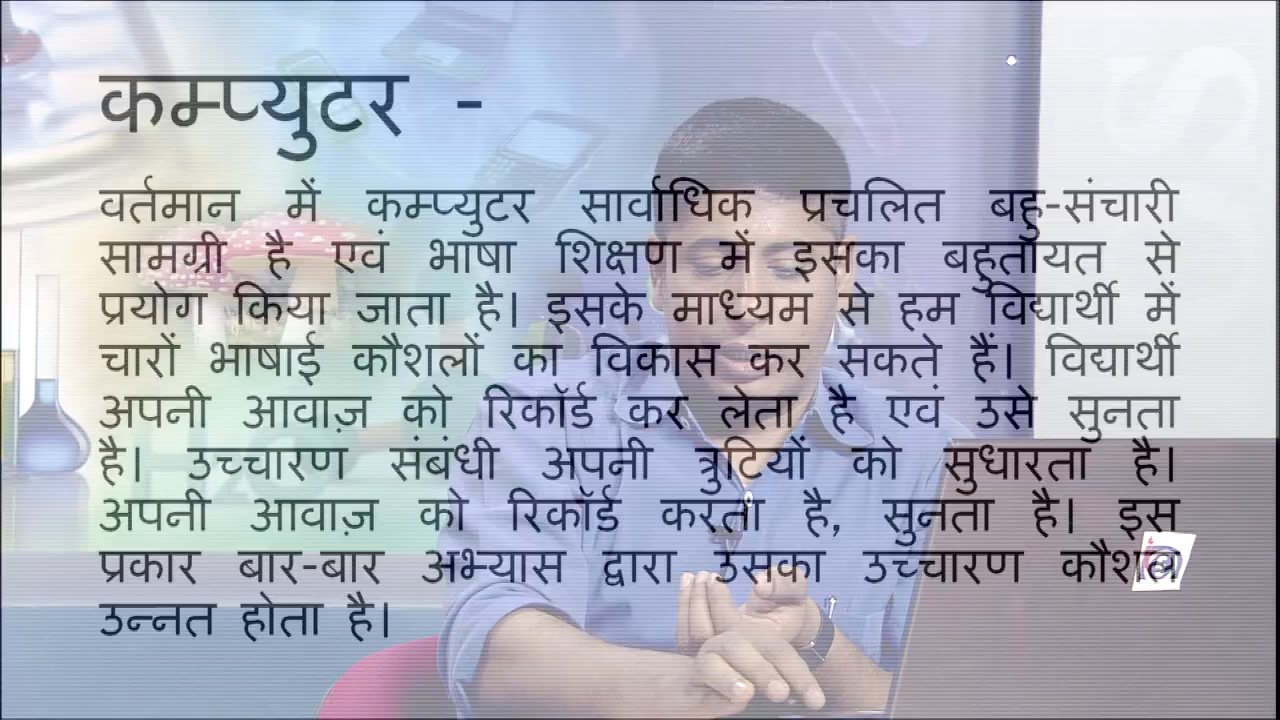 कम्प्युटर -
वर्तमान में कम्प्युटर सार्वाधिक प्रचलित बहु-संचारी
सामग्री है एवं भाषा शिक्षण में इसका बहुतायत से
प्रयोग किया जाता है। इसके माध्यम से हम विद्यार्थी में
चारों भाषाई कौशलों का विकास कर सकते हैं। विद्यार्थी
अपनी आवाज़ को रिकॉर्ड कर लेता है एवं उसे सुनता
है। उच्चारण संबंधी अपनी त्रुटियों को सुधारता है।
अपनी आवाज़ को रिकॉर्ड करता है, सुनता है। इस
प्रकार बार-बार अभ्यास द्वारा उसका उच्चारण कौशल
उन्नत होता है।